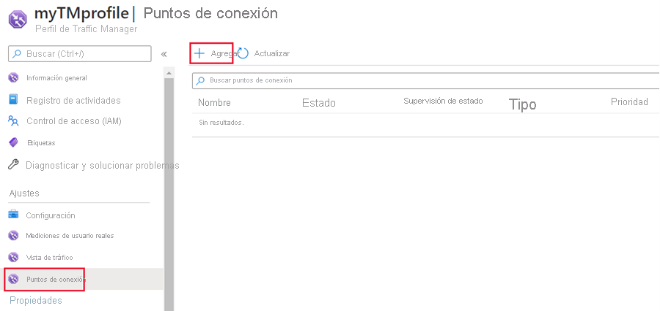 myTMprofile | Puntos de conexión
Perfil de Traffic Manager
Buscar (Ctrl+/)
«
Información general
Registro de actividades
Control de acceso (IAM)
Etiquetas
Diagnosticar y solucionar problemas
Ajustes
Configuración
Mediciones de usuario reales
Vista de tráfico
Puntos de conexión
Propiedades
+ Agrega Actualizar
Buscar puntos de conexión
Nombre Estado Supervisión de estado Tipo Prioridad
Sin resultados.